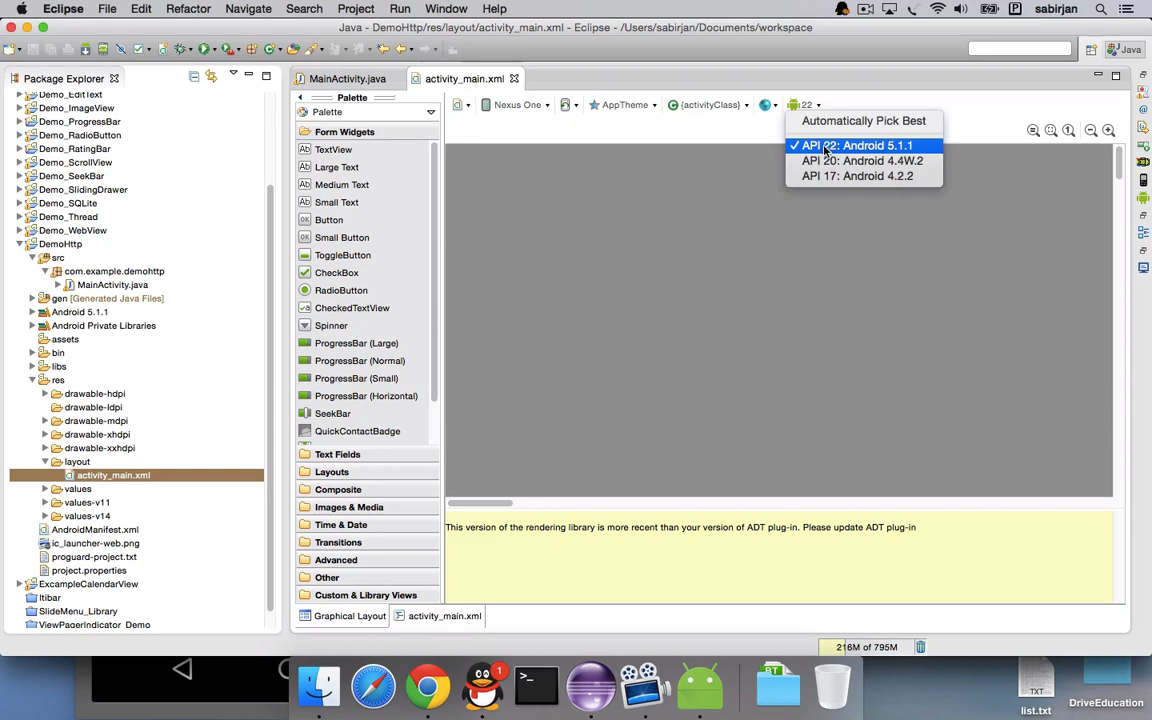 Eclipse File Edit Refactor Navigate Search Project Run Window Help sabirjan
Java - DemoHttp/res/layout/activity_main.xml - Eclipse - /Users/sabirjan/Documents/workspace
Java
Package Explorer
MainActivity.java
activity_main.xml
Demo_EditText
Demo_ImageView
Demo_ProgressBar
Demo_RadioButton
Demo_RatingBar
Demo_ScrollView
Demo_SeekBar
Demo_SlidingDrawer
Demo_SQLite
Demo_Thread
Demo_WebView
DemoHttp
src
com.example.demohttp
MainActivity.java
gen [Generated Java Files]
Android 5.1.1
Android Private Libraries
assets
bin
libs
res
drawable-hdpi
drawable-ldpi
drawable-mdpi
drawable-xhdpi
drawable-xxhdpi
layout
activity_main.xml
values
values-v11
values-v14
AndroidManifest.xml
ic_launcher-web.png
proguard-project.txt
project.properties
ExcampleCalendarView
Itibar
SlideMenu_Library
ViewPagerIndicator_Demo
Palette
Palette
Form Widgets
TextView
Large Text
Medium Text
Small Text
Button
Small Button
ToggleButton
CheckBox
RadioButton
CheckedTextView
Spinner
ProgressBar (Large)
ProgressBar (Normal)
ProgressBar (Small)
ProgressBar (Horizontal)
SeekBar
QuickContactBadge
Text Fields
Layouts
Composite
Images & Media
Time & Date
Transitions
Advanced
Other
Custom & Library Views
Nexus One AppTheme {activityClass} 22
Automatically Pick Best
API 22: Android 5.1.1
API 20: Android 4.4W.2
API 17: Android 4.2.2
This version of the rendering library is more recent than your version of ADT plug-in. Please update ADT plug-in
Graphical Layout
activity_main.xml
216M of 795M
1
BT
TXT
list.txt
DriveEducation